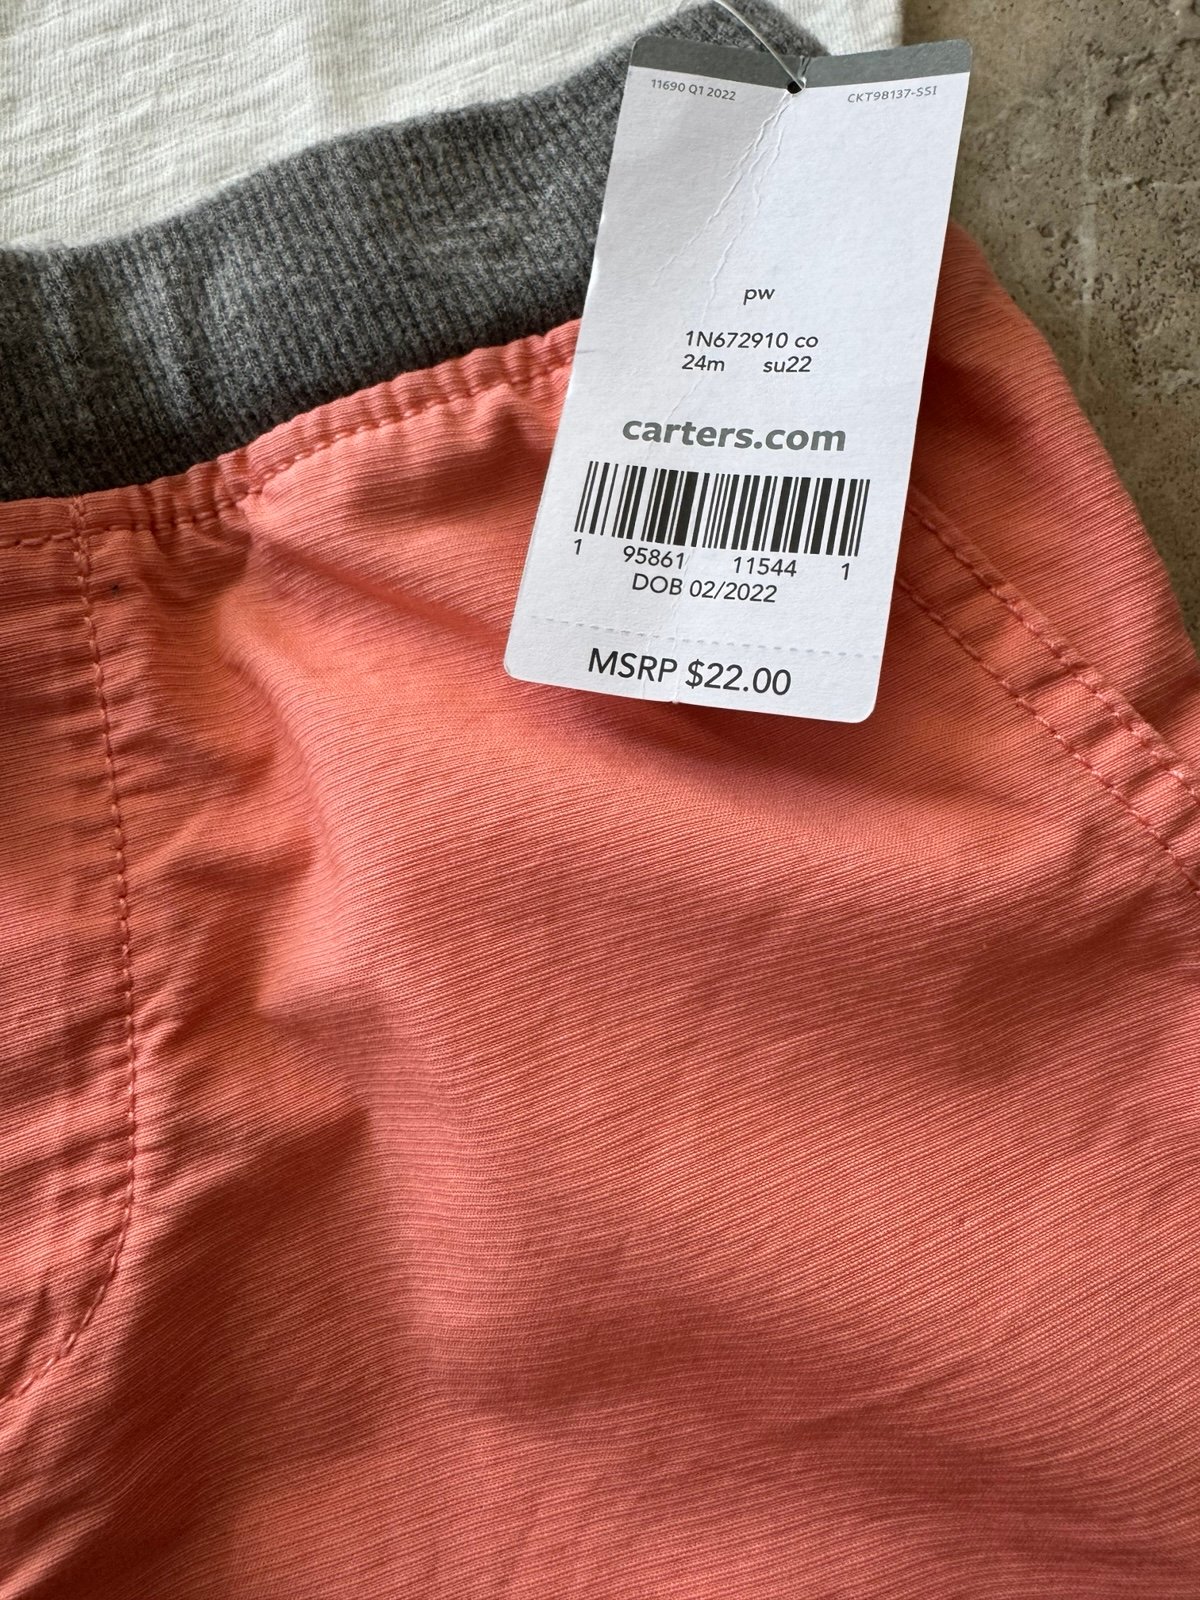 11690 Q1 2022 CKT98137-S5I
pw
1N672910 co
24m su22
carters.com
1 95861 11544 1
DOB 02/2022
MSRP $22.00